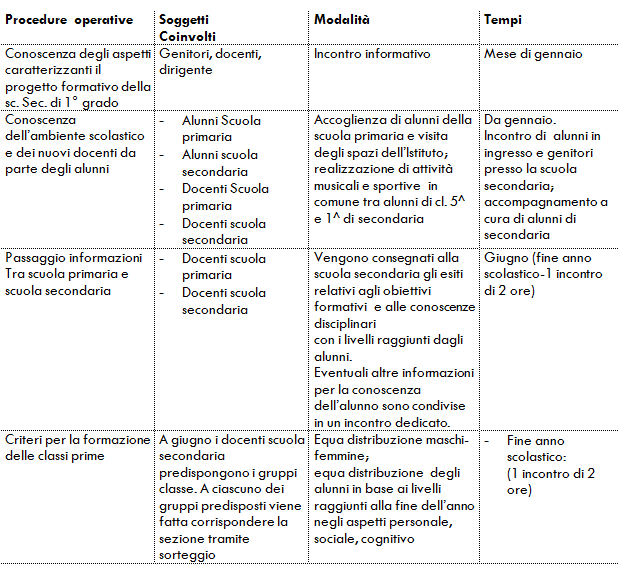 Procedure operative
Soggetti
Coinvolti
Modalità
Tempi
Conoscenza degli aspetti
caratterizzanti il
progetto formativo della
sc. Sec. di 1° grado
Genitori, docenti,
dirigente
Incontro informativo
Mese di gennaio
Conoscenza
dell'ambiente scolastico
e dei nuovi docenti da
parte degli alunni
- Alunni Scuola
primaria
- Alunni scuola
secondaria
- Docenti Scuola
primaria
- Docenti scuola
secondaria
Accoglienza di alunni della
scuola primaria e visita
degli spazi dell'Istituto;
realizzazione di attività
musicali e sportive in
comune tra alunni di cl. 5^
e 1^ di secondaria
Da gennaio.
Incontro di alunni in
ingresso e genitori
presso la scuola
secondaria;
accompagnamento a
cura di alunni di
secondaria
Passaggio informazioni
Tra scuola primaria e
scuola secondaria
- Docenti scuola
primaria
- Docenti scuola
secondaria
Vengono consegnati alla
scuola secondaria gli esiti
relativi agli obiettivi
formativi e alle conoscenze
disciplinari
con i livelli raggiunti dagli
alunni.
Eventuali altre informazioni
per la conoscenza
dell'alunno sono condivise
in un incontro dedicato.
Giugno (fine anno
scolastico-1 incontro
di 2 ore)
Criteri per la formazione
delle classi prime
A giugno i docenti scuola
secondaria
predispongono i gruppi
classe. A ciascuno dei
gruppi predisposti viene
fatta corrispondere la
sezione tramite
sorteggio
Equa distribuzione maschi-
femmine;
equa distribuzione degli
alunni in base ai livelli
raggiunti alla fine dell'anno
negli aspetti personale,
sociale, cognitivo
- Fine anno
scolastico:
(1 incontro di 2
ore)